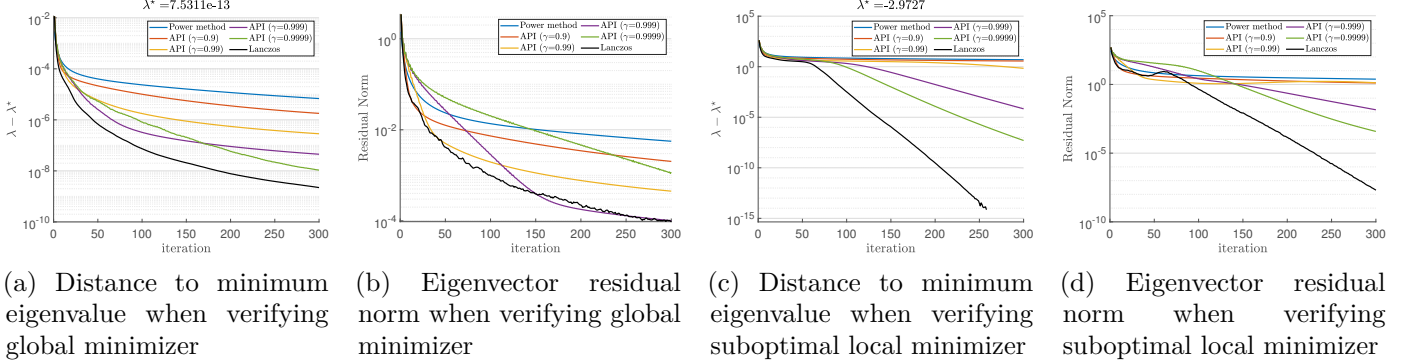 λ* =7.5311e-13
10^-2
10^-4
10^-6
10^-8
10^-10
λ − λ*
Power method
API (γ=0.9)
API (γ=0.99)
API (γ=0.999)
API (γ=0.9999)
Lanczos
0 50 100 150 200 250 300
iteration
10^0
10^-2
10^-4
Residual Norm
Power method
API (γ=0.9)
API (γ=0.99)
API (γ=0.999)
API (γ=0.9999)
Lanczos
0 50 100 150 200 250 300
iteration
λ* =-2.9727
10^5
10^0
10^-5
10^-10
10^-15
λ − λ*
Power method
API (γ=0.9)
API (γ=0.99)
API (γ=0.999)
API (γ=0.9999)
Lanczos
0 50 100 150 200 250 300
iteration
10^5
10^0
10^-5
10^-10
Residual Norm
Power method
API (γ=0.9)
API (γ=0.99)
API (γ=0.999)
API (γ=0.9999)
Lanczos
0 50 100 150 200 250 300
iteration
(a) Distance to minimum
eigenvalue when verifying
global minimizer
(b) Eigenvector residual
norm when verifying global
minimizer
(c) Distance to minimum
eigenvalue when verifying
suboptimal local minimizer
(d) Eigenvector residual
norm when verifying
suboptimal local minimizer